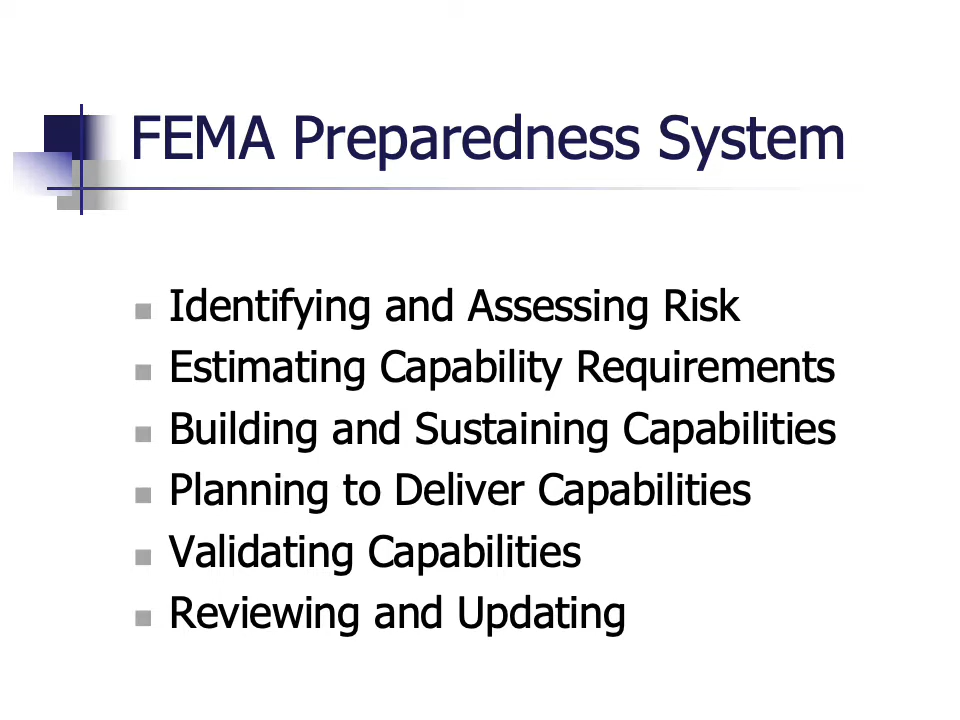 FEMA Preparedness System
Identifying and Assessing Risk
Estimating Capability Requirements
Building and Sustaining Capabilities
Planning to Deliver Capabilities
Validating Capabilities
Reviewing and Updating